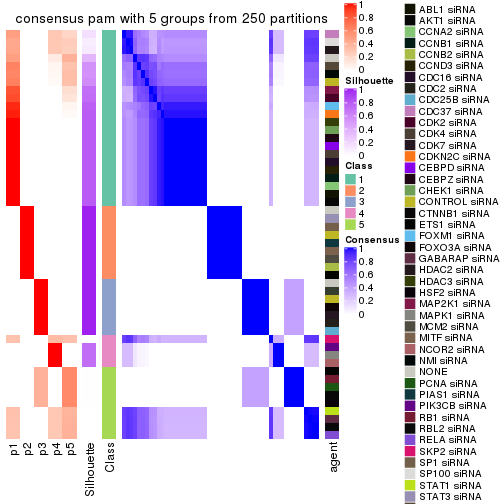 consensus pam with 5 groups from 250 partitions
p1
p2
p3
p4
p5
Silhouette
Class
agent
1
0.8
0.6
0.4
0.2
0
Silhouette
1
0.8
0.6
0.4
0.2
0
Class
1
2
3
4
5
Consensus
1
0.8
0.6
0.4
0.2
0
ABL1 siRNA
AKT1 siRNA
CCNA2 siRNA
CCNB1 siRNA
CCNB2 siRNA
CCND3 siRNA
CDC16 siRNA
CDC2 siRNA
CDC25B siRNA
CDC37 siRNA
CDK2 siRNA
CDK4 siRNA
CDK7 siRNA
CDKN2C siRNA
CEBPD siRNA
CEBPZ siRNA
CHEK1 siRNA
CONTROL siRNA
CTNNB1 siRNA
ETS1 siRNA
FOXM1 siRNA
FOXO3A siRNA
GABARAP siRNA
HDAC2 siRNA
HDAC3 siRNA
HSF2 siRNA
MAP2K1 siRNA
MAPK1 siRNA
MCM2 siRNA
MITF siRNA
NCOR2 siRNA
NMI siRNA
NONE
PCNA siRNA
PIAS1 siRNA
PIK3CB siRNA
RB1 siRNA
RBL2 siRNA
RELA siRNA
SKP2 siRNA
SP1 siRNA
SP100 siRNA
STAT1 siRNA
STAT3 siRNA